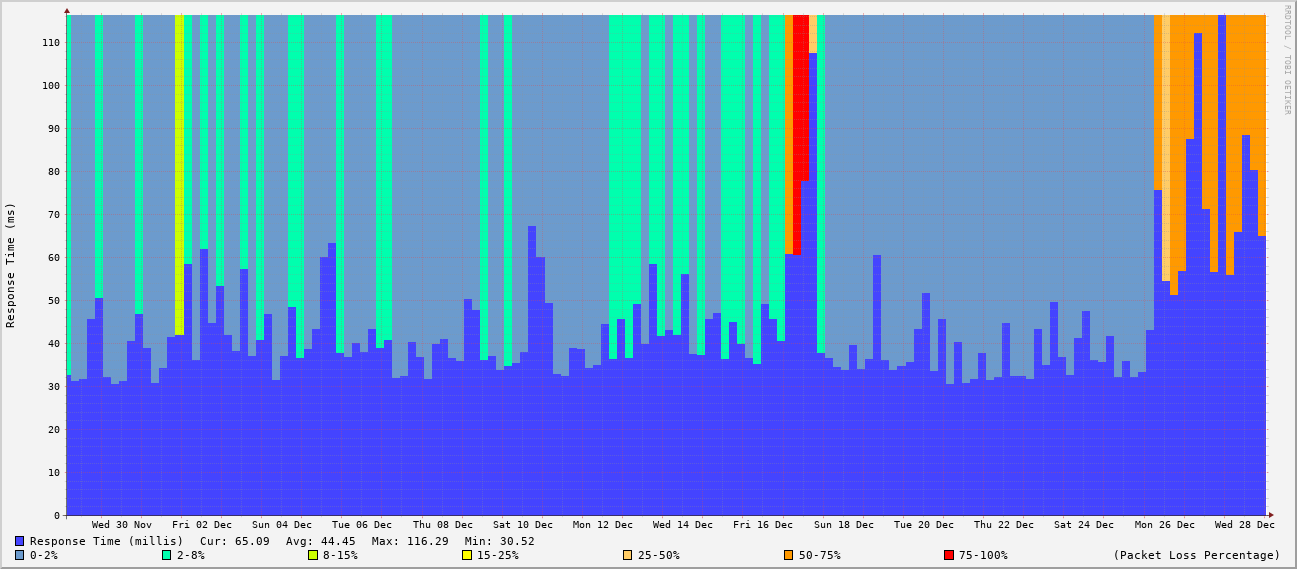 RRDTOOL / TOBI OETIKER
Response Time (ms)
110
100
90
80
70
60
50
40
30
20
10
0
Wed 30 Nov Fri 02 Dec Sun 04 Dec Tue 06 Dec Thu 08 Dec Sat 10 Dec Mon 12 Dec Wed 14 Dec Fri 16 Dec Sun 18 Dec Tue 20 Dec Thu 22 Dec Sat 24 Dec Mon 26 Dec Wed 28 Dec
Response Time (millis) Cur: 65.09 Avg: 44.45 Max: 116.29 Min: 30.52
0-2% 2-8% 8-15% 15-25% 25-50% 50-75% 75-100% (Packet Loss Percentage)